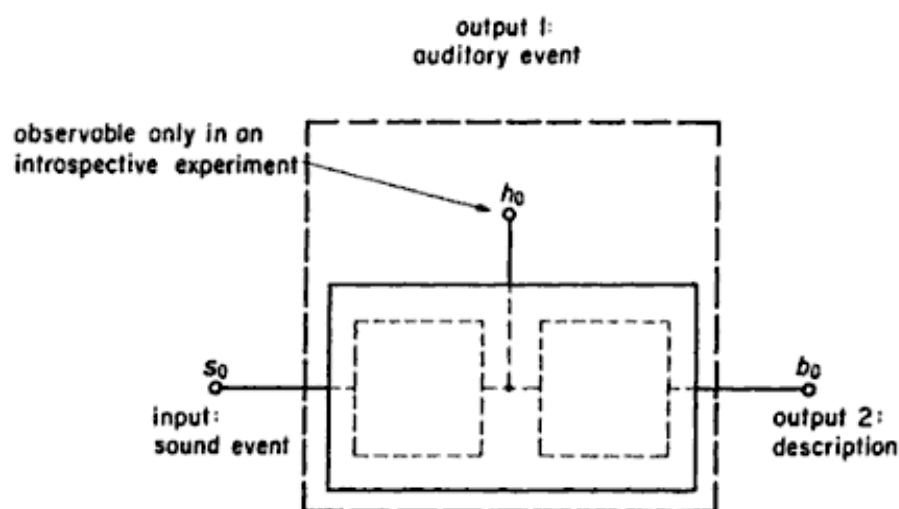 output 1:
auditory event
observable only in an
introspective experiment
h0
s0
input:
sound event
b0
output 2:
description